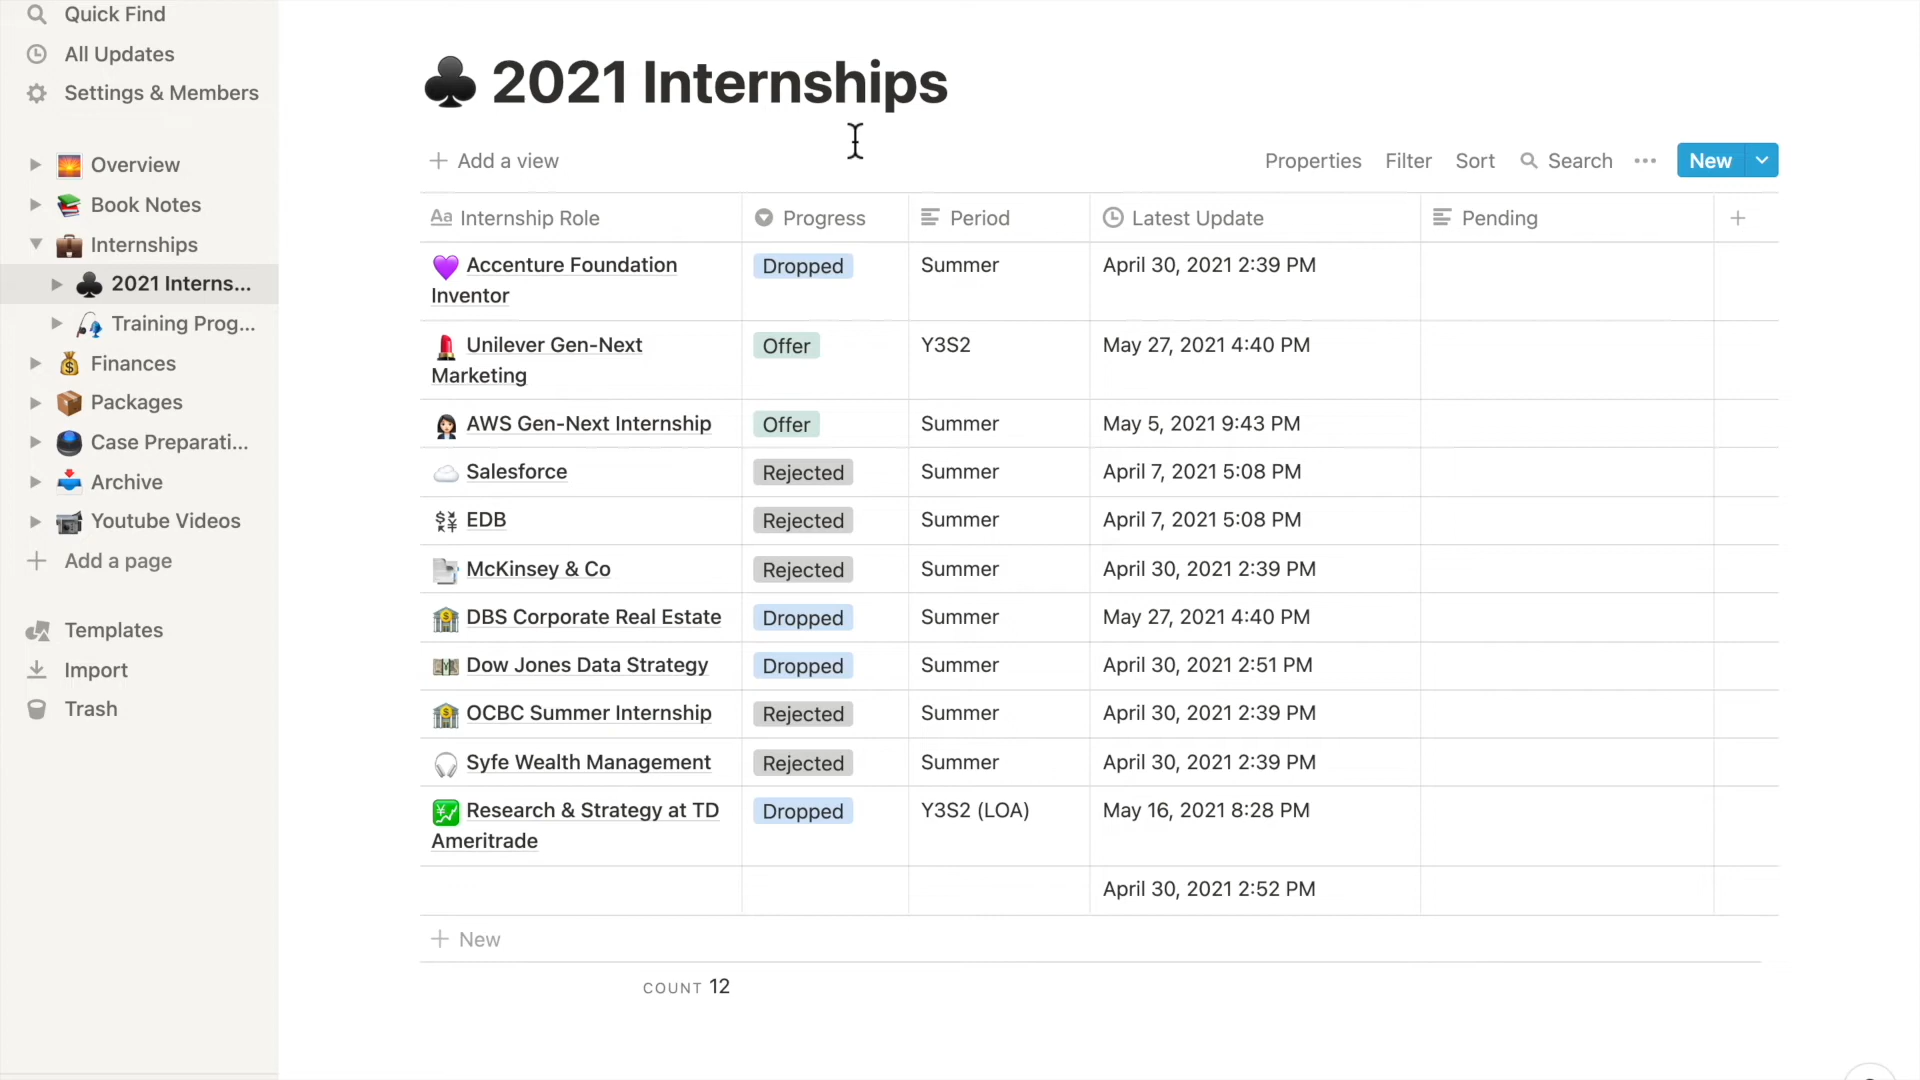 Quick Find
All Updates
Settings & Members
Overview
Book Notes
Internships
2021 Interns...
Training Prog...
Finances
Packages
Case Preparati...
Archive
Youtube Videos
Add a page
Templates
Import
Trash
2021 Internships
Add a view
Properties Filter Sort Search ... New
Aa Internship Role Progress Period Latest Update Pending
Accenture Foundation
Inventor
Dropped Summer April 30, 2021 2:39 PM
Unilever Gen-Next
Marketing
Offer Y3S2 May 27, 2021 4:40 PM
AWS Gen-Next Internship Offer Summer May 5, 2021 9:43 PM
Salesforce Rejected Summer April 7, 2021 5:08 PM
EDB Rejected Summer April 7, 2021 5:08 PM
McKinsey & Co Rejected Summer April 30, 2021 2:39 PM
DBS Corporate Real Estate Dropped Summer May 27, 2021 4:40 PM
Dow Jones Data Strategy Dropped Summer April 30, 2021 2:51 PM
OCBC Summer Internship Rejected Summer April 30, 2021 2:39 PM
Syfe Wealth Management Rejected Summer April 30, 2021 2:39 PM
Research & Strategy at TD
Ameritrade
Dropped Y3S2 (LOA) May 16, 2021 8:28 PM
April 30, 2021 2:52 PM
New
COUNT 12